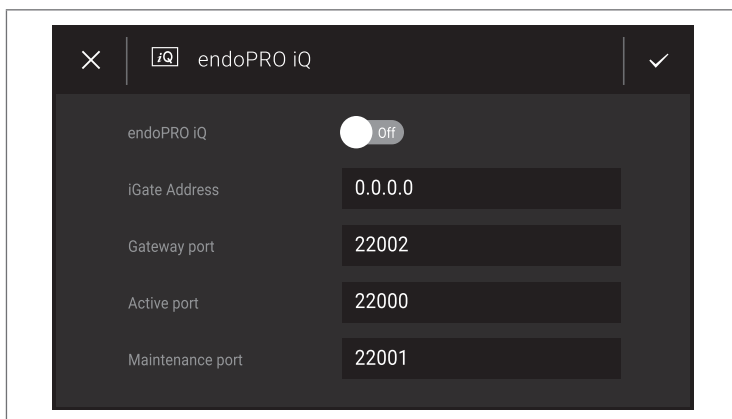 iQ endoPRO iQ
endoPRO iQ Off
iGate Address 0.0.0.0
Gateway port 22002
Active port 22000
Maintenance port 22001